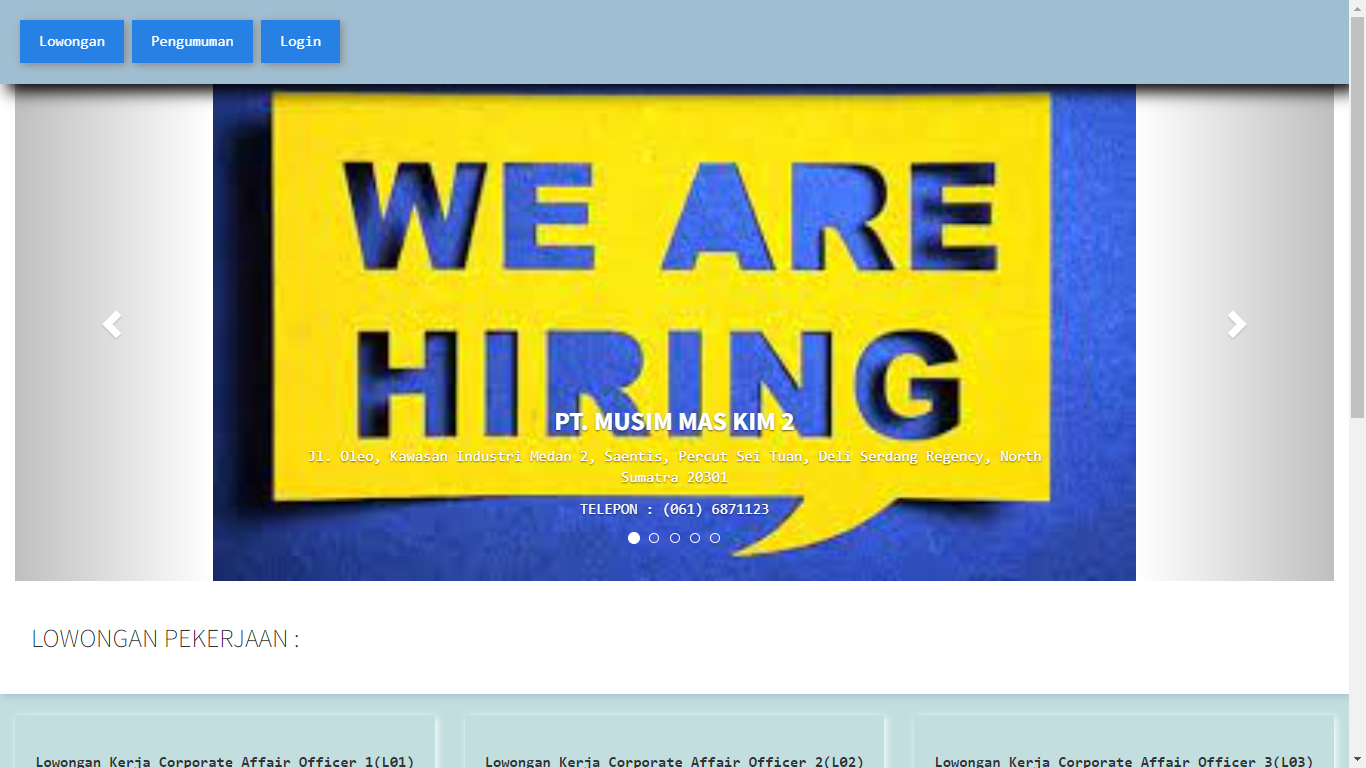 Lowongan
Pengumuman
Login
WE ARE
HIRING
PT. MUSIM MAS KIM 2
Jl. Oleo, Kawasan Industri Medan 2, Saentis, Percut Sei Tuan, Deli Serdang Regency, North
Sumatra 20301
TELEPON : (061) 6871123
LOWONGAN PEKERJAAN :
Lowongan Kerja Corporate Affair Officer 1(L01)
Lowongan Kerja Corporate Affair Officer 2(L02)
Lowongan Kerja Corporate Affair Officer 3(L03)